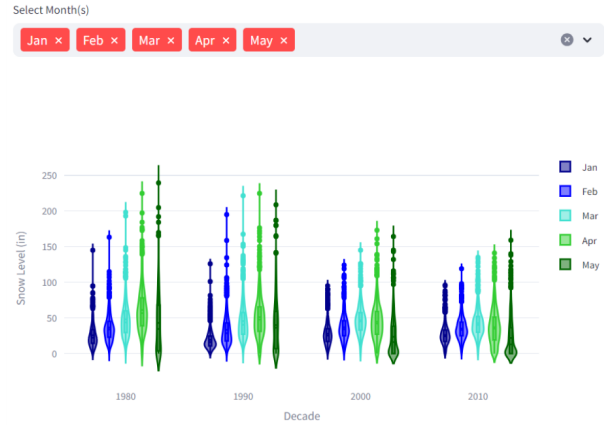 Select Month(s)
Jan × Feb × Mar × Apr × May ×
250
200
150
100
50
0
Snow Level (in)
1980 1990 2000 2010
Decade
Jan
Feb
Mar
Apr
May